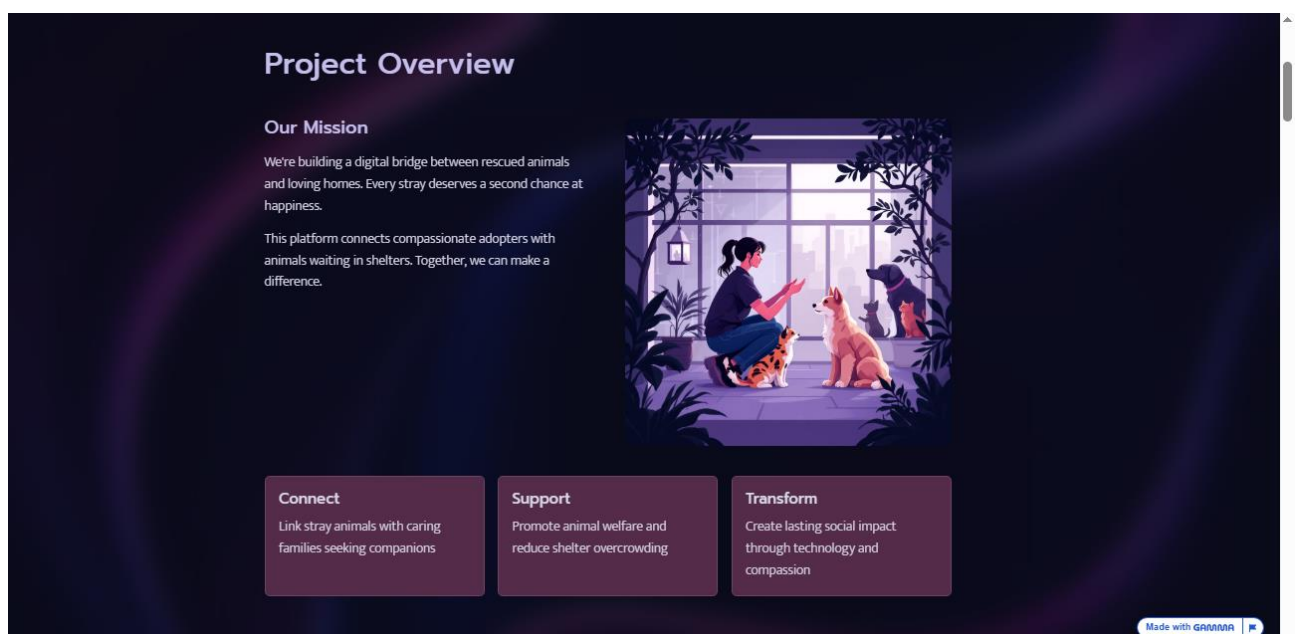 Project Overview
Our Mission
We're building a digital bridge between rescued animals
and loving homes. Every stray deserves a second chance at
happiness.
This platform connects compassionate adopters with
animals waiting in shelters. Together, we can make a
difference.
Connect
Link stray animals with caring
families seeking companions
Support
Promote animal welfare and
reduce shelter overcrowding
Transform
Create lasting social impact
through technology and
compassion
Made with GAMMA